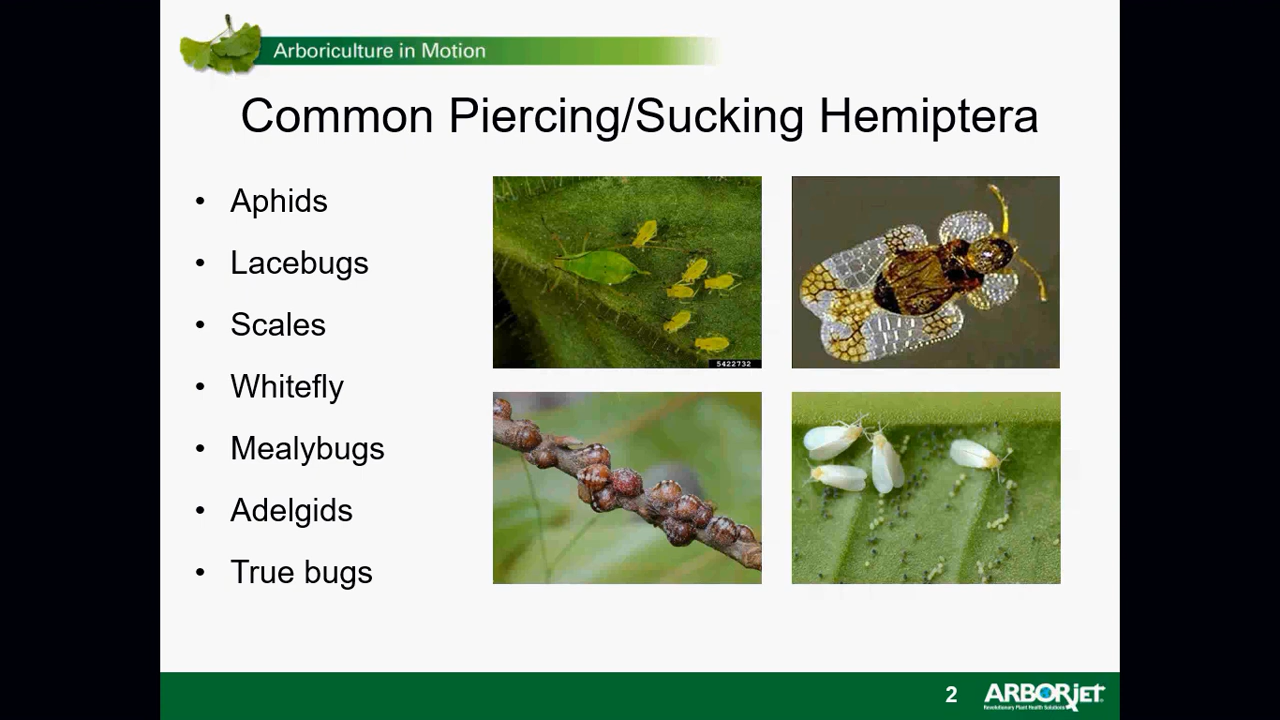 Arboriculture in Motion
Common Piercing/Sucking Hemiptera
• Aphids
• Lacebugs
• Scales
• Whitefly
• Mealybugs
• Adelgids
• True bugs
5422732
2
ARBORjET
Revolutionary Plant Health Solutions